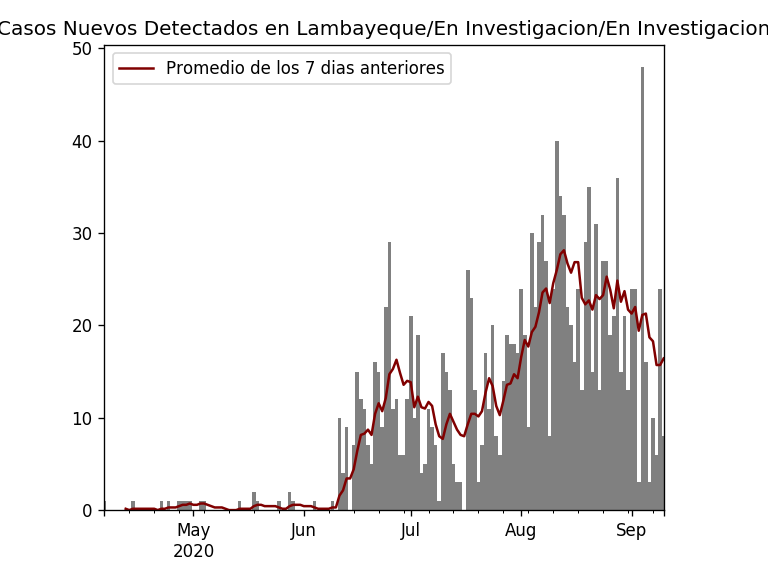 Casos Nuevos Detectados en Lambayeque/En Investigacion/En Investigacion
Promedio de los 7 dias anteriores
50
40
30
20
10
0
May Jun Jul Aug Sep
2020